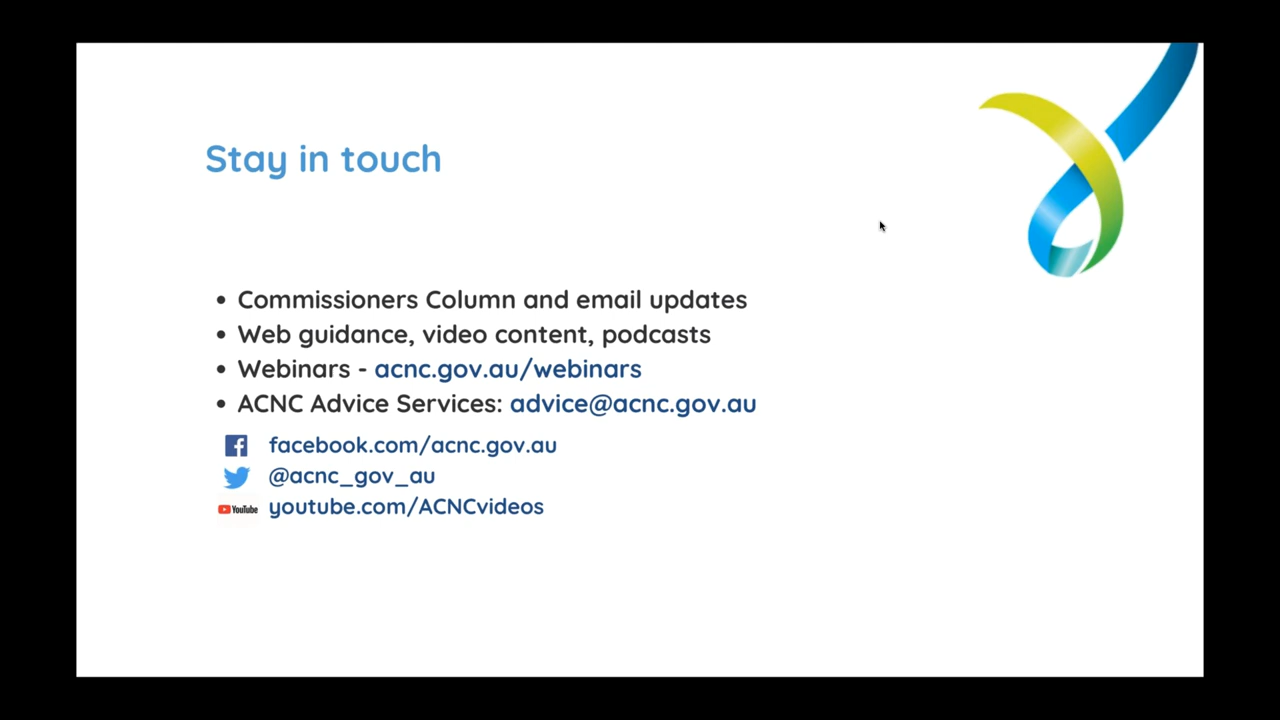 Stay in touch
• Commissioners Column and email updates
• Web guidance, video content, podcasts
• Webinars - acnc.gov.au/webinars
• ACNC Advice Services: advice@acnc.gov.au
facebook.com/acnc.gov.au
@acnc_gov_au
YouTube youtube.com/ACNCvideos